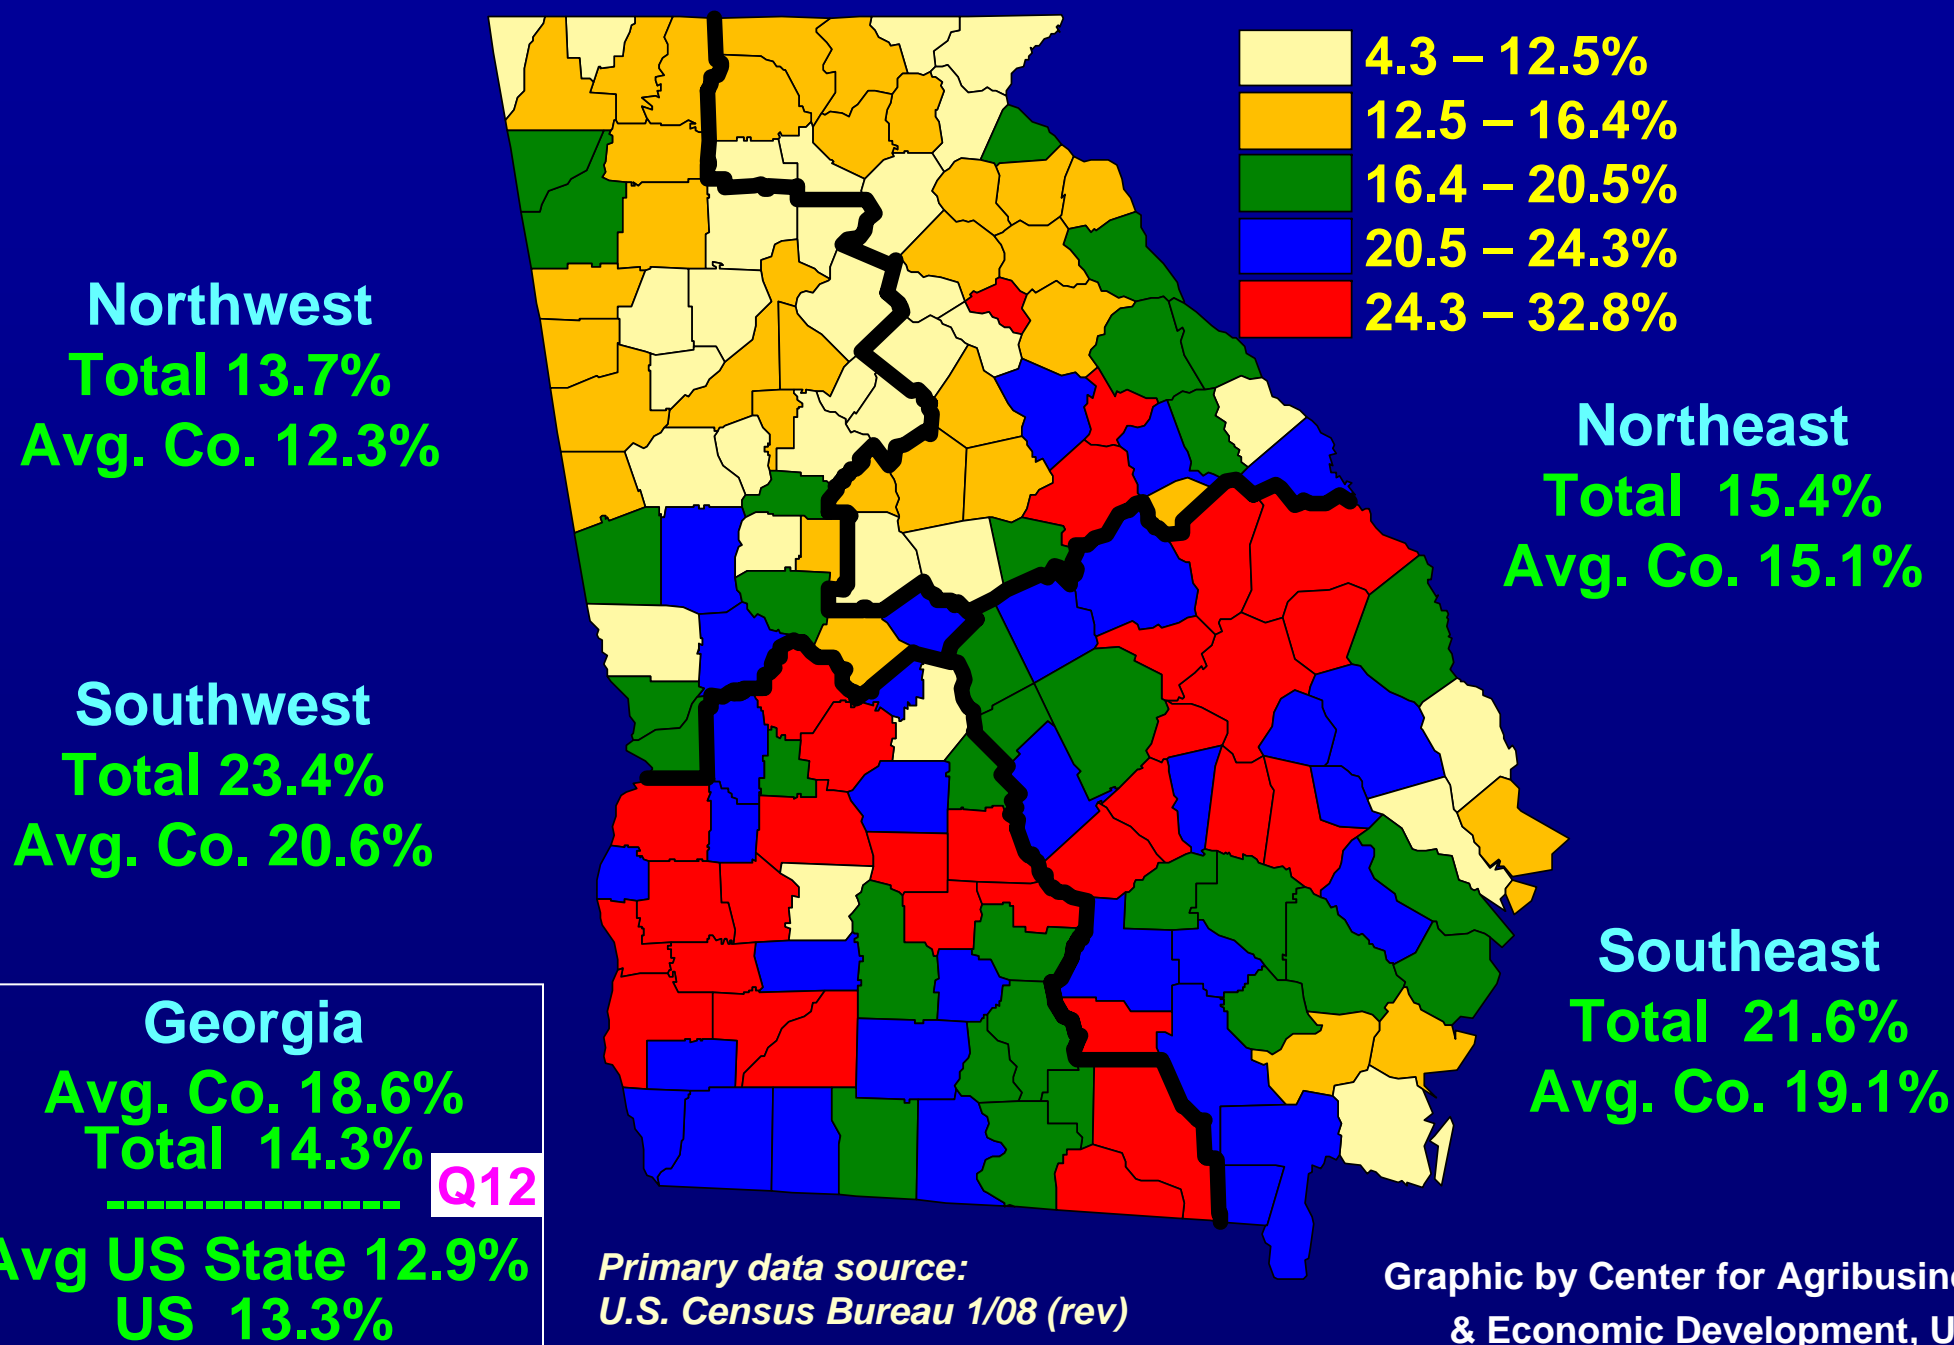 4.3 – 12.5%
12.5 – 16.4%
16.4 – 20.5%
20.5 – 24.3%
24.3 – 32.8%
Northwest
Total 13.7%
Avg. Co. 12.3%
Northeast
Total 15.4%
Avg. Co. 15.1%
Southwest
Total 23.4%
Avg. Co. 20.6%
Southeast
Total 21.6%
Avg. Co. 19.1%
Georgia
Avg. Co. 18.6%
Total 14.3%
Q12
---------------
Avg US State 12.9%
US 13.3%
Primary data source:
U.S. Census Bureau 1/08 (rev)
Graphic by Center for Agribusine
& Economic Development, U